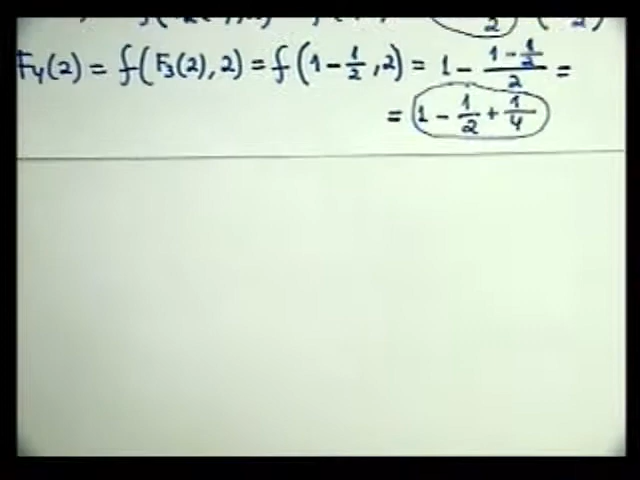 F₄(2) = f(F₃(2), 2) = f(1 - 1/2, 2) = 1 - (1 - 1/2)/2 =
= 1 - 1/2 + 1/4